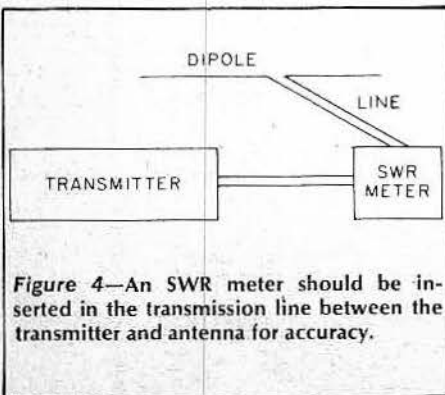 DIPOLE
LINE
TRANSMITTER
SWR
METER
Figure 4—An SWR meter should be in-
serted in the transmission line between the
transmitter and antenna for accuracy.